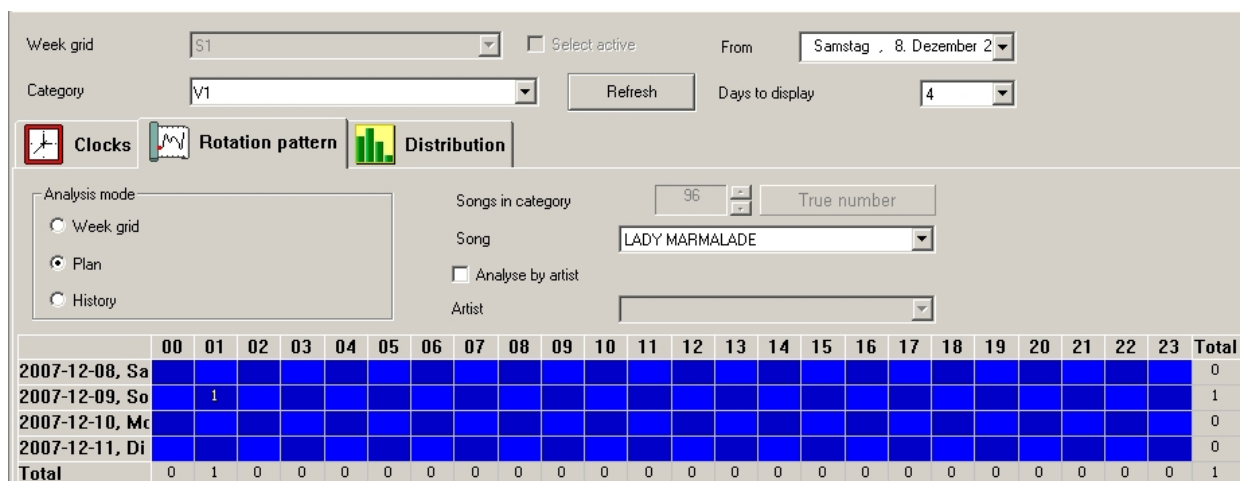 Week grid S1 Select active From Samstag , 8. Dezember 2
Category V1 Refresh Days to display 4
Clocks Rotation pattern Distribution
Analysis mode
Songs in category 96 True number
Week grid
Song LADY MARMALADE
Plan
Analyse by artist
History
Artist
00 01 02 03 04 05 06 07 08 09 10 11 12 13 14 15 16 17 18 19 20 21 22 23 Total
2007-12-08, Sa 0
2007-12-09, So 1 1
2007-12-10, Mo 0
2007-12-11, Di 0
Total 0 1 0 0 0 0 0 0 0 0 0 0 0 0 0 0 0 0 0 0 0 0 0 0 1